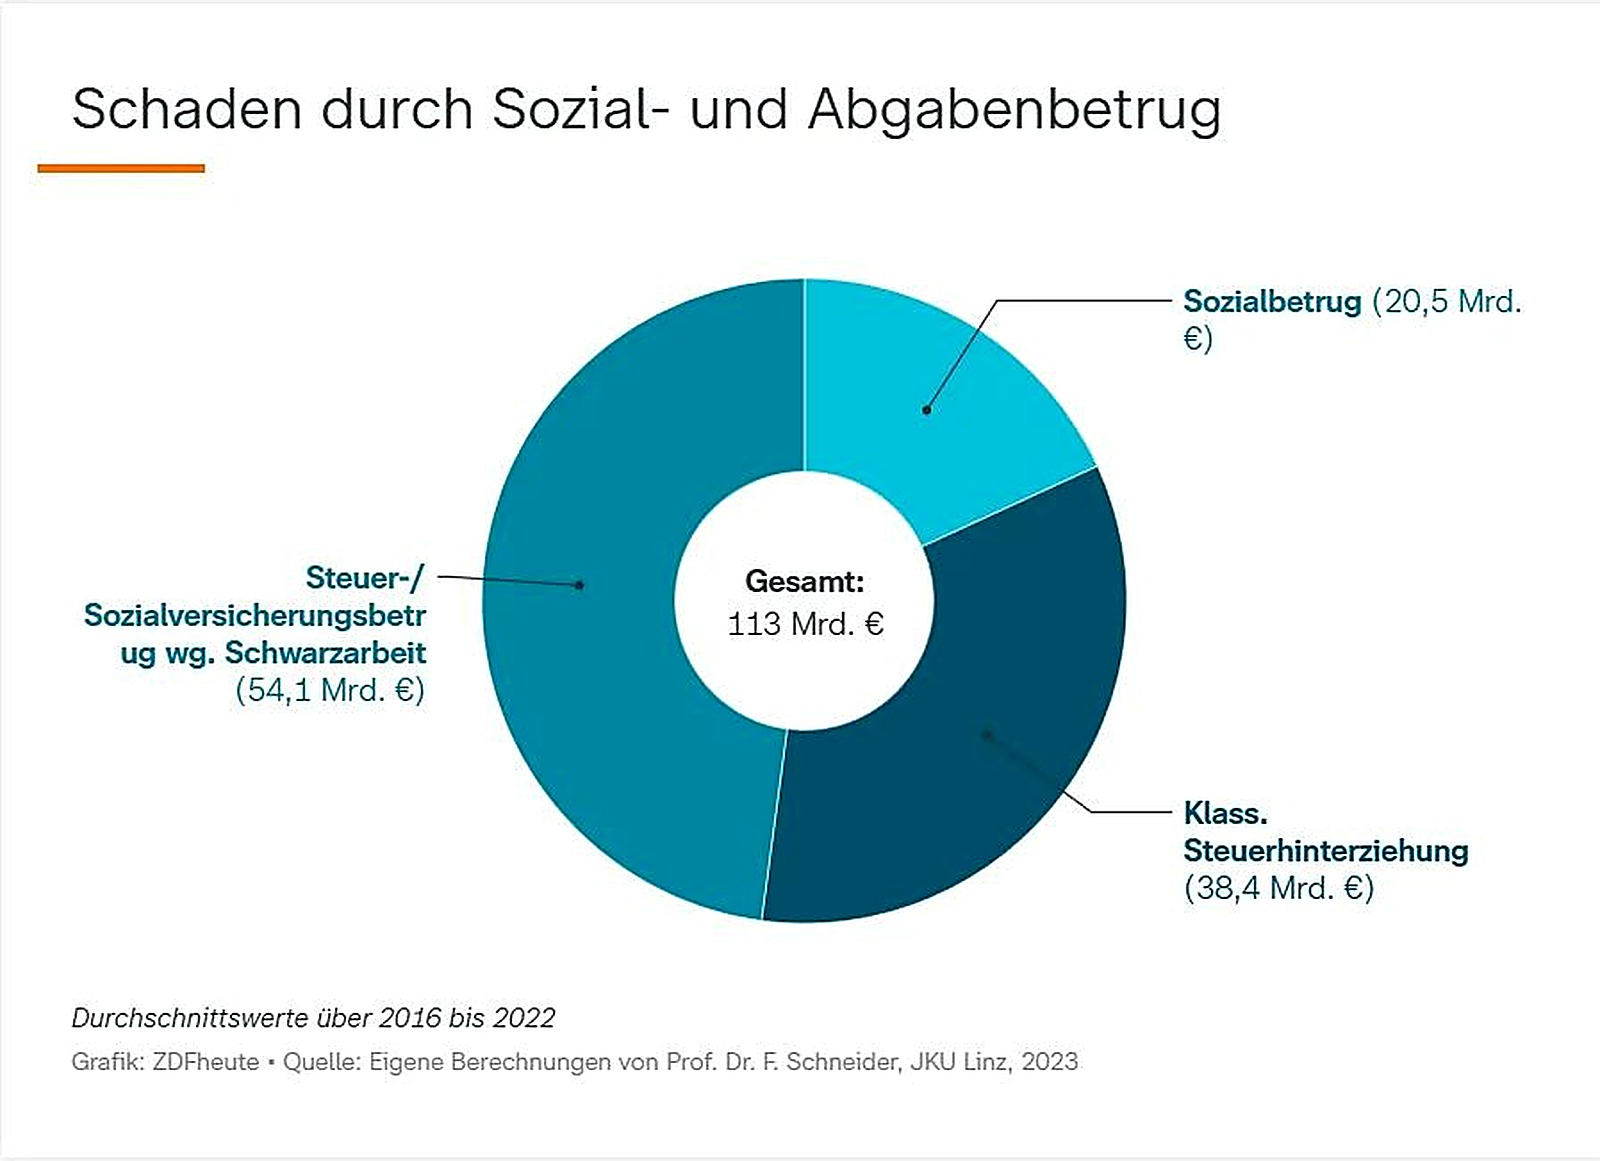 Schaden durch Sozial- und Abgabenbetrug
Sozialbetrug (20,5 Mrd.
€)
Steuer-/
Sozialversicherungsbetr
ug wg. Schwarzarbeit
(54,1 Mrd. €)
Gesamt:
113 Mrd. €
Klass.
Steuerhinterziehung
(38,4 Mrd. €)
Durchschnittswerte über 2016 bis 2022
Grafik: ZDFheute • Quelle: Eigene Berechnungen von Prof. Dr. F. Schneider, JKU Linz, 2023